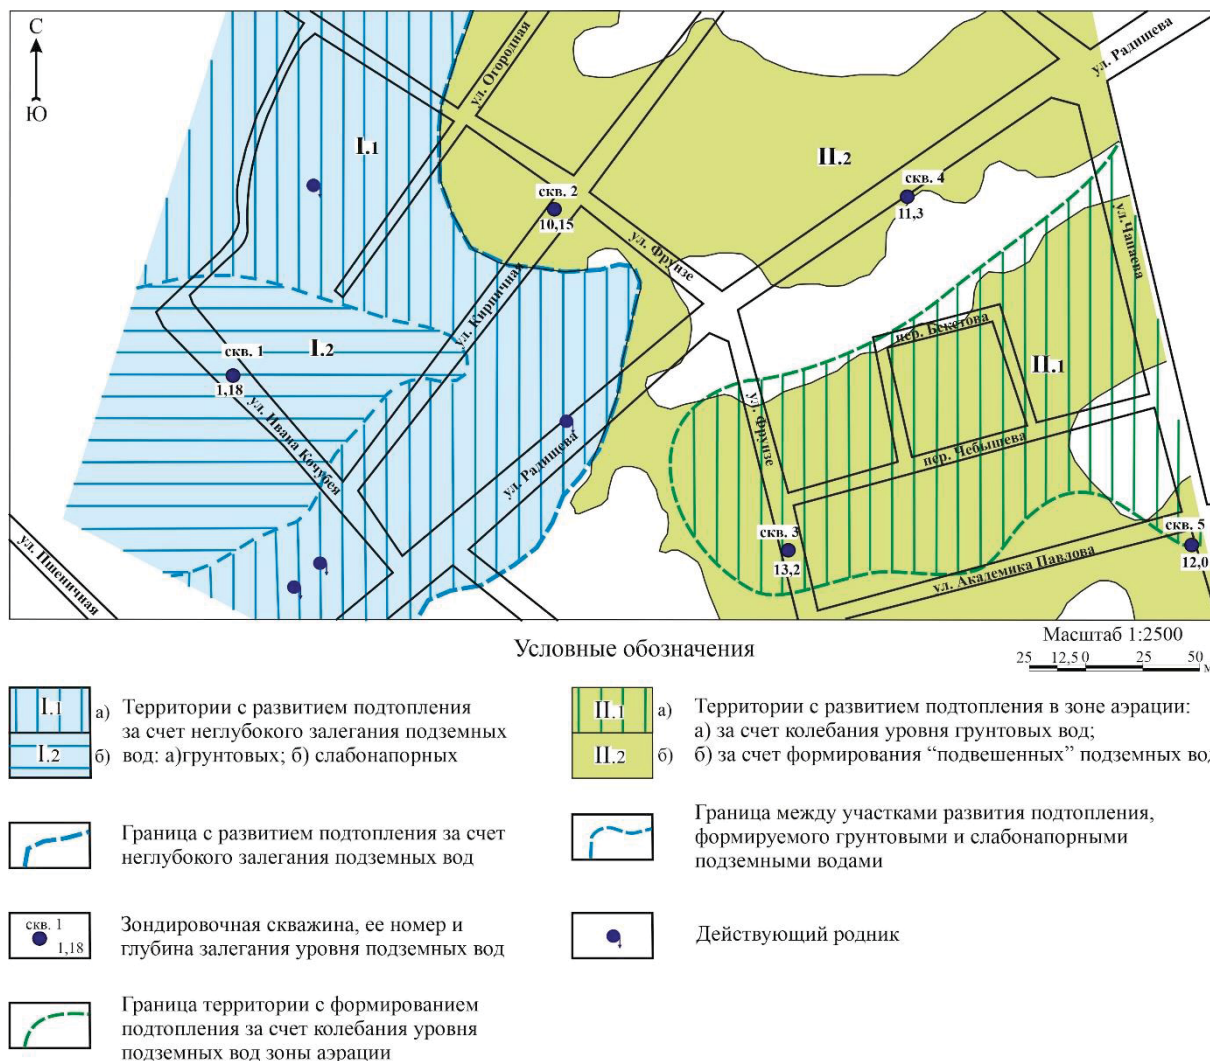 С
Ю
ул. Огородная
ул. Радищева
I.1
II.2
скв. 2
10,15
скв. 4
11,3
ул. Фрунзе
ул. Чапаева
ул. Кирпичная
пер. Бекетова
I.2
скв. 1
1,18
II.1
ул. Ивана Кочубея
ул. Радищева
ул. Фрунзе
пер. Чебышева
скв. 3
13,2
скв. 5
12,0
ул. Академика Павлова
ул. Пшеничная
Условные обозначения
Масштаб 1:2500
25 12,5 0 25 50 м
I.1 а)
I.2 б)
Территории с развитием подтопления
за счет неглубокого залегания подземных
вод: а)грунтовых; б) слабонапорных
II.1 а)
II.2 б)
Территории с развитием подтопления в зоне аэрации:
а) за счет колебания уровня грунтовых вод;
б) за счет формирования “подвешенных” подземных вод
Граница с развитием подтопления за счет
неглубокого залегания подземных вод
Граница между участками развития подтопления,
формируемого грунтовыми и слабонапорными
подземными водами
скв. 1
1,18
Зондировочная скважина, ее номер и
глубина залегания уровня подземных вод
Действующий родник
Граница территории с формированием
подтопления за счет колебания уровня
подземных вод зоны аэрации